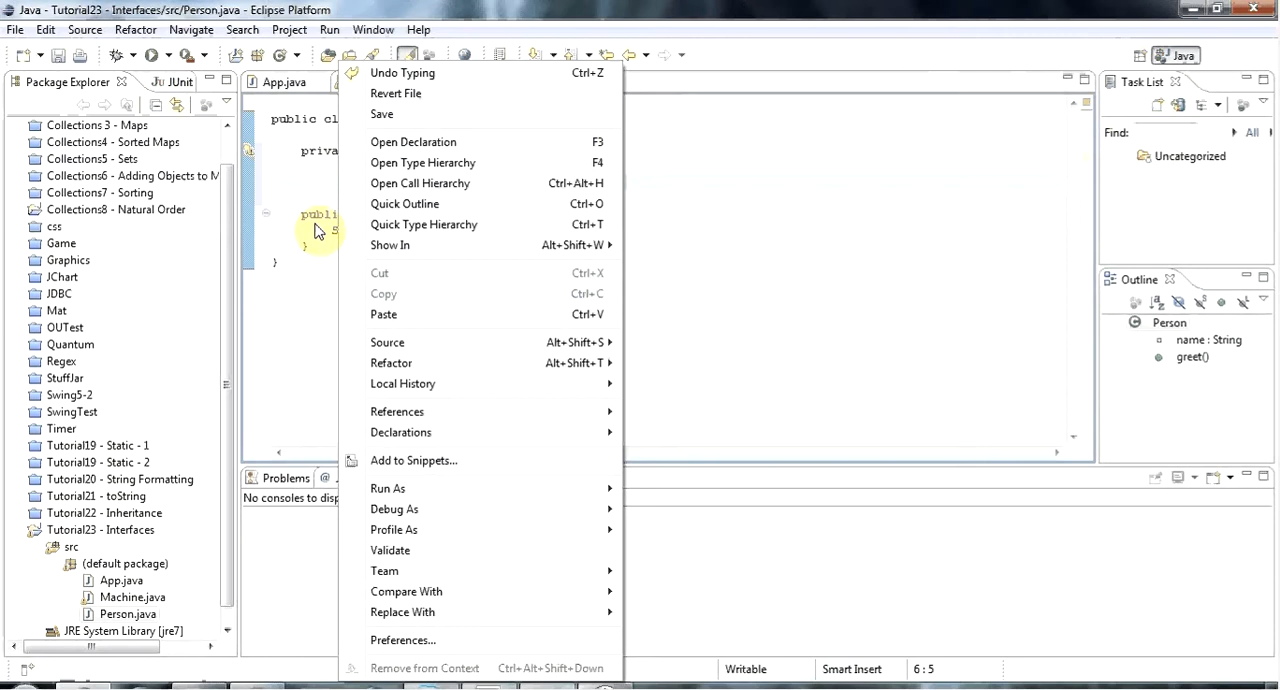 Java - Tutorial23 - Interfaces/src/Person.java - Eclipse Platform
File Edit Source Refactor Navigate Search Project Run Window Help
Java
Package Explorer JUnit
App.java
Task List
Find: All
Uncategorized
Collections 3 - Maps
Collections4 - Sorted Maps
Collections5 - Sets
Collections6 - Adding Objects to M
Collections7 - Sorting
Collections8 - Natural Order
css
Game
Graphics
JChart
JDBC
Mat
OUTest
Quantum
Regex
StuffJar
Swing5-2
SwingTest
Timer
Tutorial19 - Static - 1
Tutorial19 - Static - 2
Tutorial20 - String Formatting
Tutorial21 - toString
Tutorial22 - Inheritance
Tutorial23 - Interfaces
src
(default package)
App.java
Machine.java
Person.java
JRE System Library [jre7]
public cl
priva
publi
S
}
}
Undo Typing Ctrl+Z
Revert File
Save
Open Declaration F3
Open Type Hierarchy F4
Open Call Hierarchy Ctrl+Alt+H
Quick Outline Ctrl+O
Quick Type Hierarchy Ctrl+T
Show In Alt+Shift+W
Cut Ctrl+X
Copy Ctrl+C
Paste Ctrl+V
Source Alt+Shift+S
Refactor Alt+Shift+T
Local History
References
Declarations
Add to Snippets...
Run As
Debug As
Profile As
Validate
Team
Compare With
Replace With
Preferences...
Remove from Context Ctrl+Alt+Shift+Down
Outline
Person
name : String
greet()
Problems @
No consoles to disp
Writable Smart Insert 6 : 5